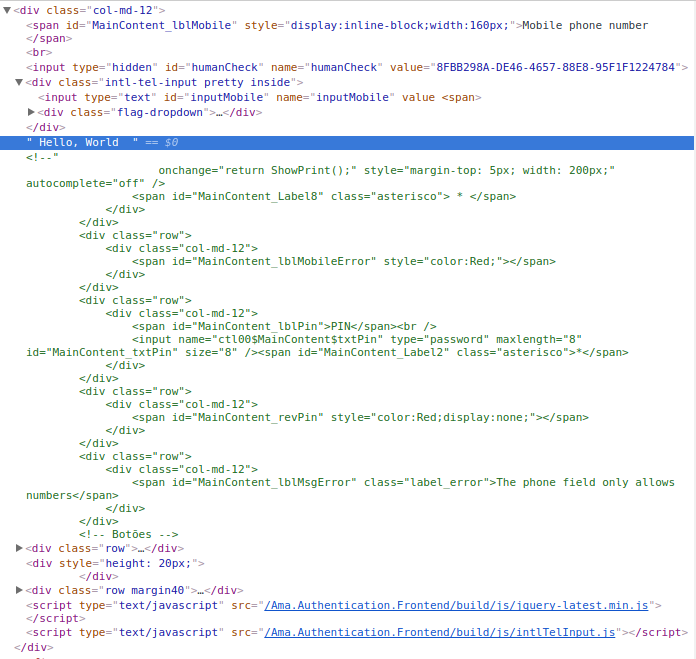 <div class="col-md-12">
<span id="MainContent_lblMobile" style="display:inline-block;width:160px;">Mobile phone number
</span>
<br>
<input type="hidden" id="humanCheck" name="humanCheck" value="8FBB298A-DE46-4657-88E8-95F1F1224784">
<div class="intl-tel-input pretty inside">
<input type="text" id="inputMobile" name="inputMobile" value <span>
<div class="flag-dropdown">…</div>
</div>
" Hello, World  " == $0
<!--"
onchange="return ShowPrint();" style="margin-top: 5px; width: 200px;"
autocomplete="off" />
<span id="MainContent_Label8" class="asterisco"> * </span>
</div>
</div>
<div class="row">
<div class="col-md-12">
<span id="MainContent_lblMobileError" style="color:Red;"></span>
</div>
</div>
<div class="row">
<div class="col-md-12">
<span id="MainContent_lblPin">PIN</span><br />
<input name="ctl00$MainContent$txtPin" type="password" maxlength="8"
id="MainContent_txtPin" size="8" /><span id="MainContent_Label2" class="asterisco">*</span>
</div>
</div>
<div class="row">
<div class="col-md-12">
<span id="MainContent_revPin" style="color:Red;display:none;"></span>
</div>
</div>
<div class="row">
<div class="col-md-12">
<span id="MainContent_lblMsgError" class="label_error">The phone field only allows
numbers</span>
</div>
</div>
<!-- Botões -->
<div class="row">…</div>
<div style="height: 20px;">
</div>
<div class="row margin40">…</div>
<script type="text/javascript" src="/Ama.Authentication.Frontend/build/js/jquery-latest.min.js">
</script>
<script type="text/javascript" src="/Ama.Authentication.Frontend/build/js/intlTelInput.js"></script>
</div>